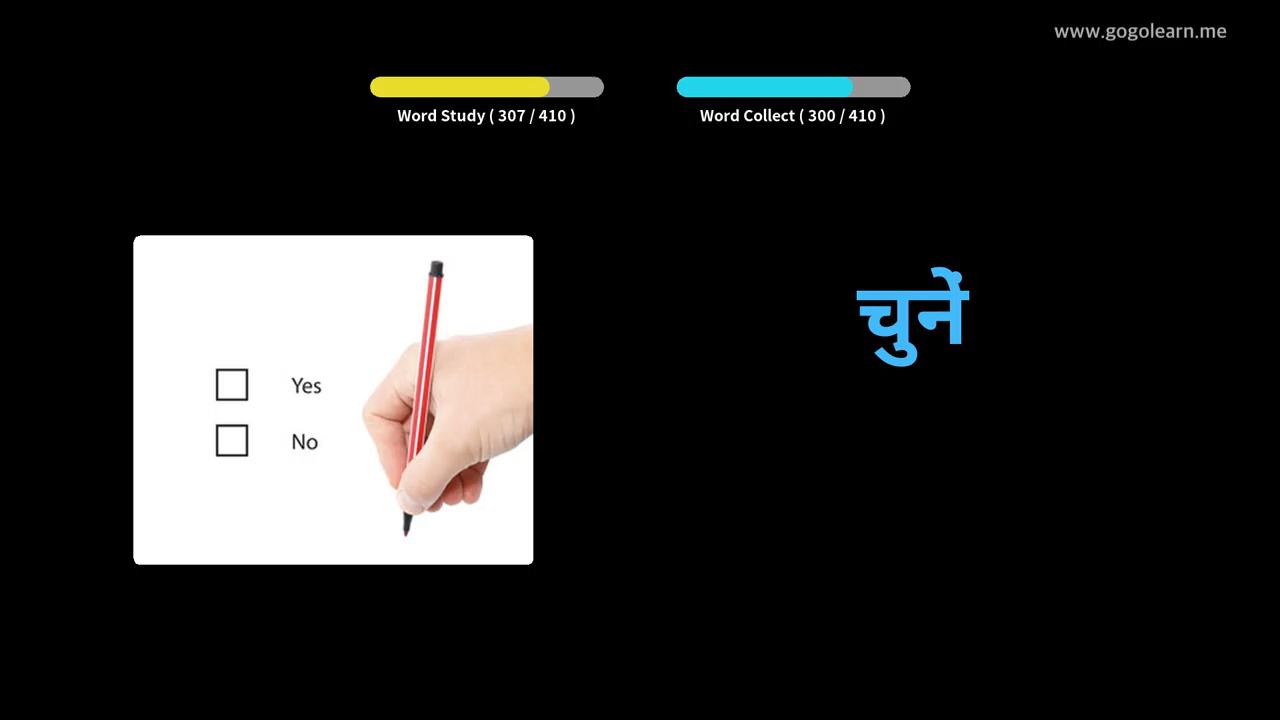 www.gogolearn.me
Word Study ( 307 / 410 )
Word Collect ( 300 / 410 )
चुनें
Yes
No